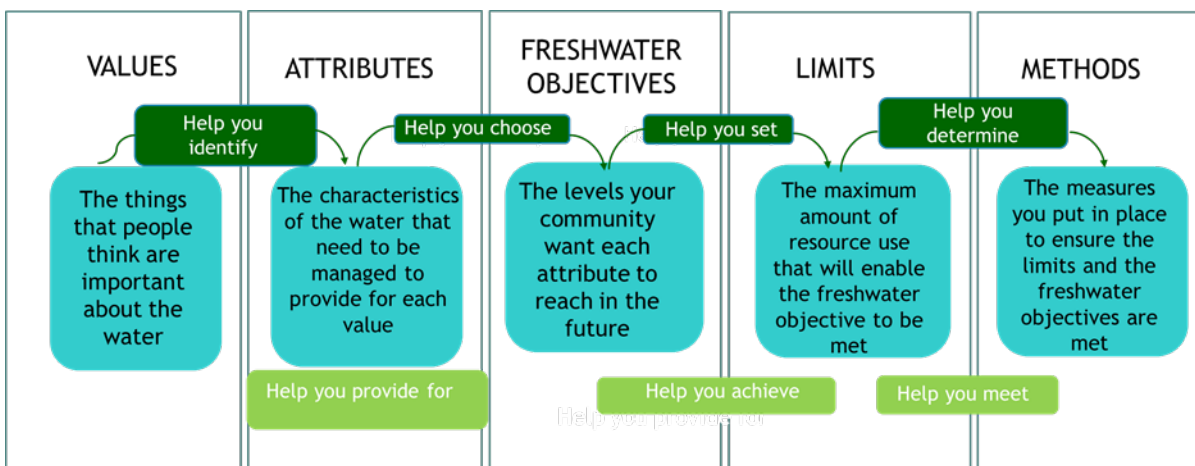 VALUES
ATTRIBUTES
FRESHWATER
OBJECTIVES
LIMITS
METHODS
Help you
identify
Help you choose
Help you set
Help you
determine
The things
that people
think are
important
about the
water
The characteristics
of the water that
need to be
managed to
provide for each
value
The levels your
community
want each
attribute to
reach in the
future
The maximum
amount of
resource use
that will enable
the freshwater
objective to be
met
The measures
you put in place
to ensure the
limits and the
freshwater
objectives are
met
Help you provide for
Help you achieve
Help you meet
Help you provide for